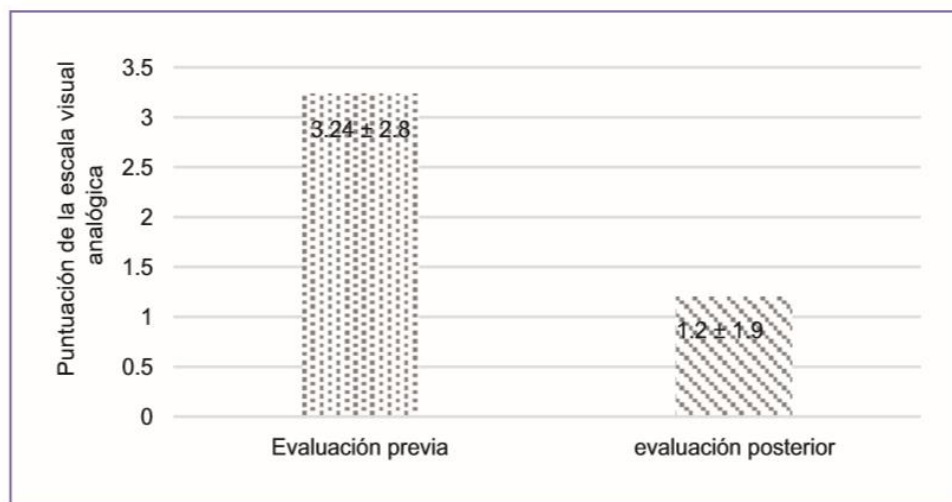 Puntuación de la escala visual
analógica
3.5
3
2.5
2
1.5
1
0.5
0
3.24 ± 2.8
1.2 ± 1.9
Evaluación previa
evaluación posterior